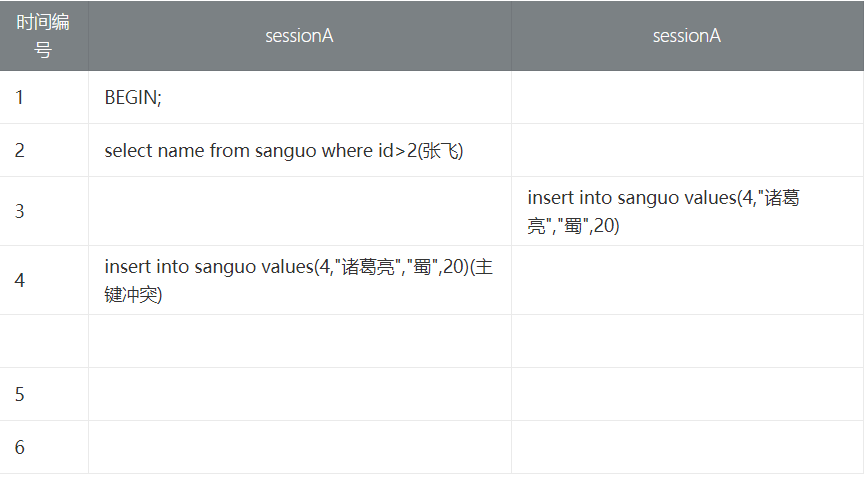 时间编
号
sessionA
sessionA
1
BEGIN;
2
select name from sanguo where id>2(张飞)
3
insert into sanguo values(4,"诸葛
亮","蜀",20)
4
insert into sanguo values(4,"诸葛亮","蜀",20)(主
键冲突)
5
6